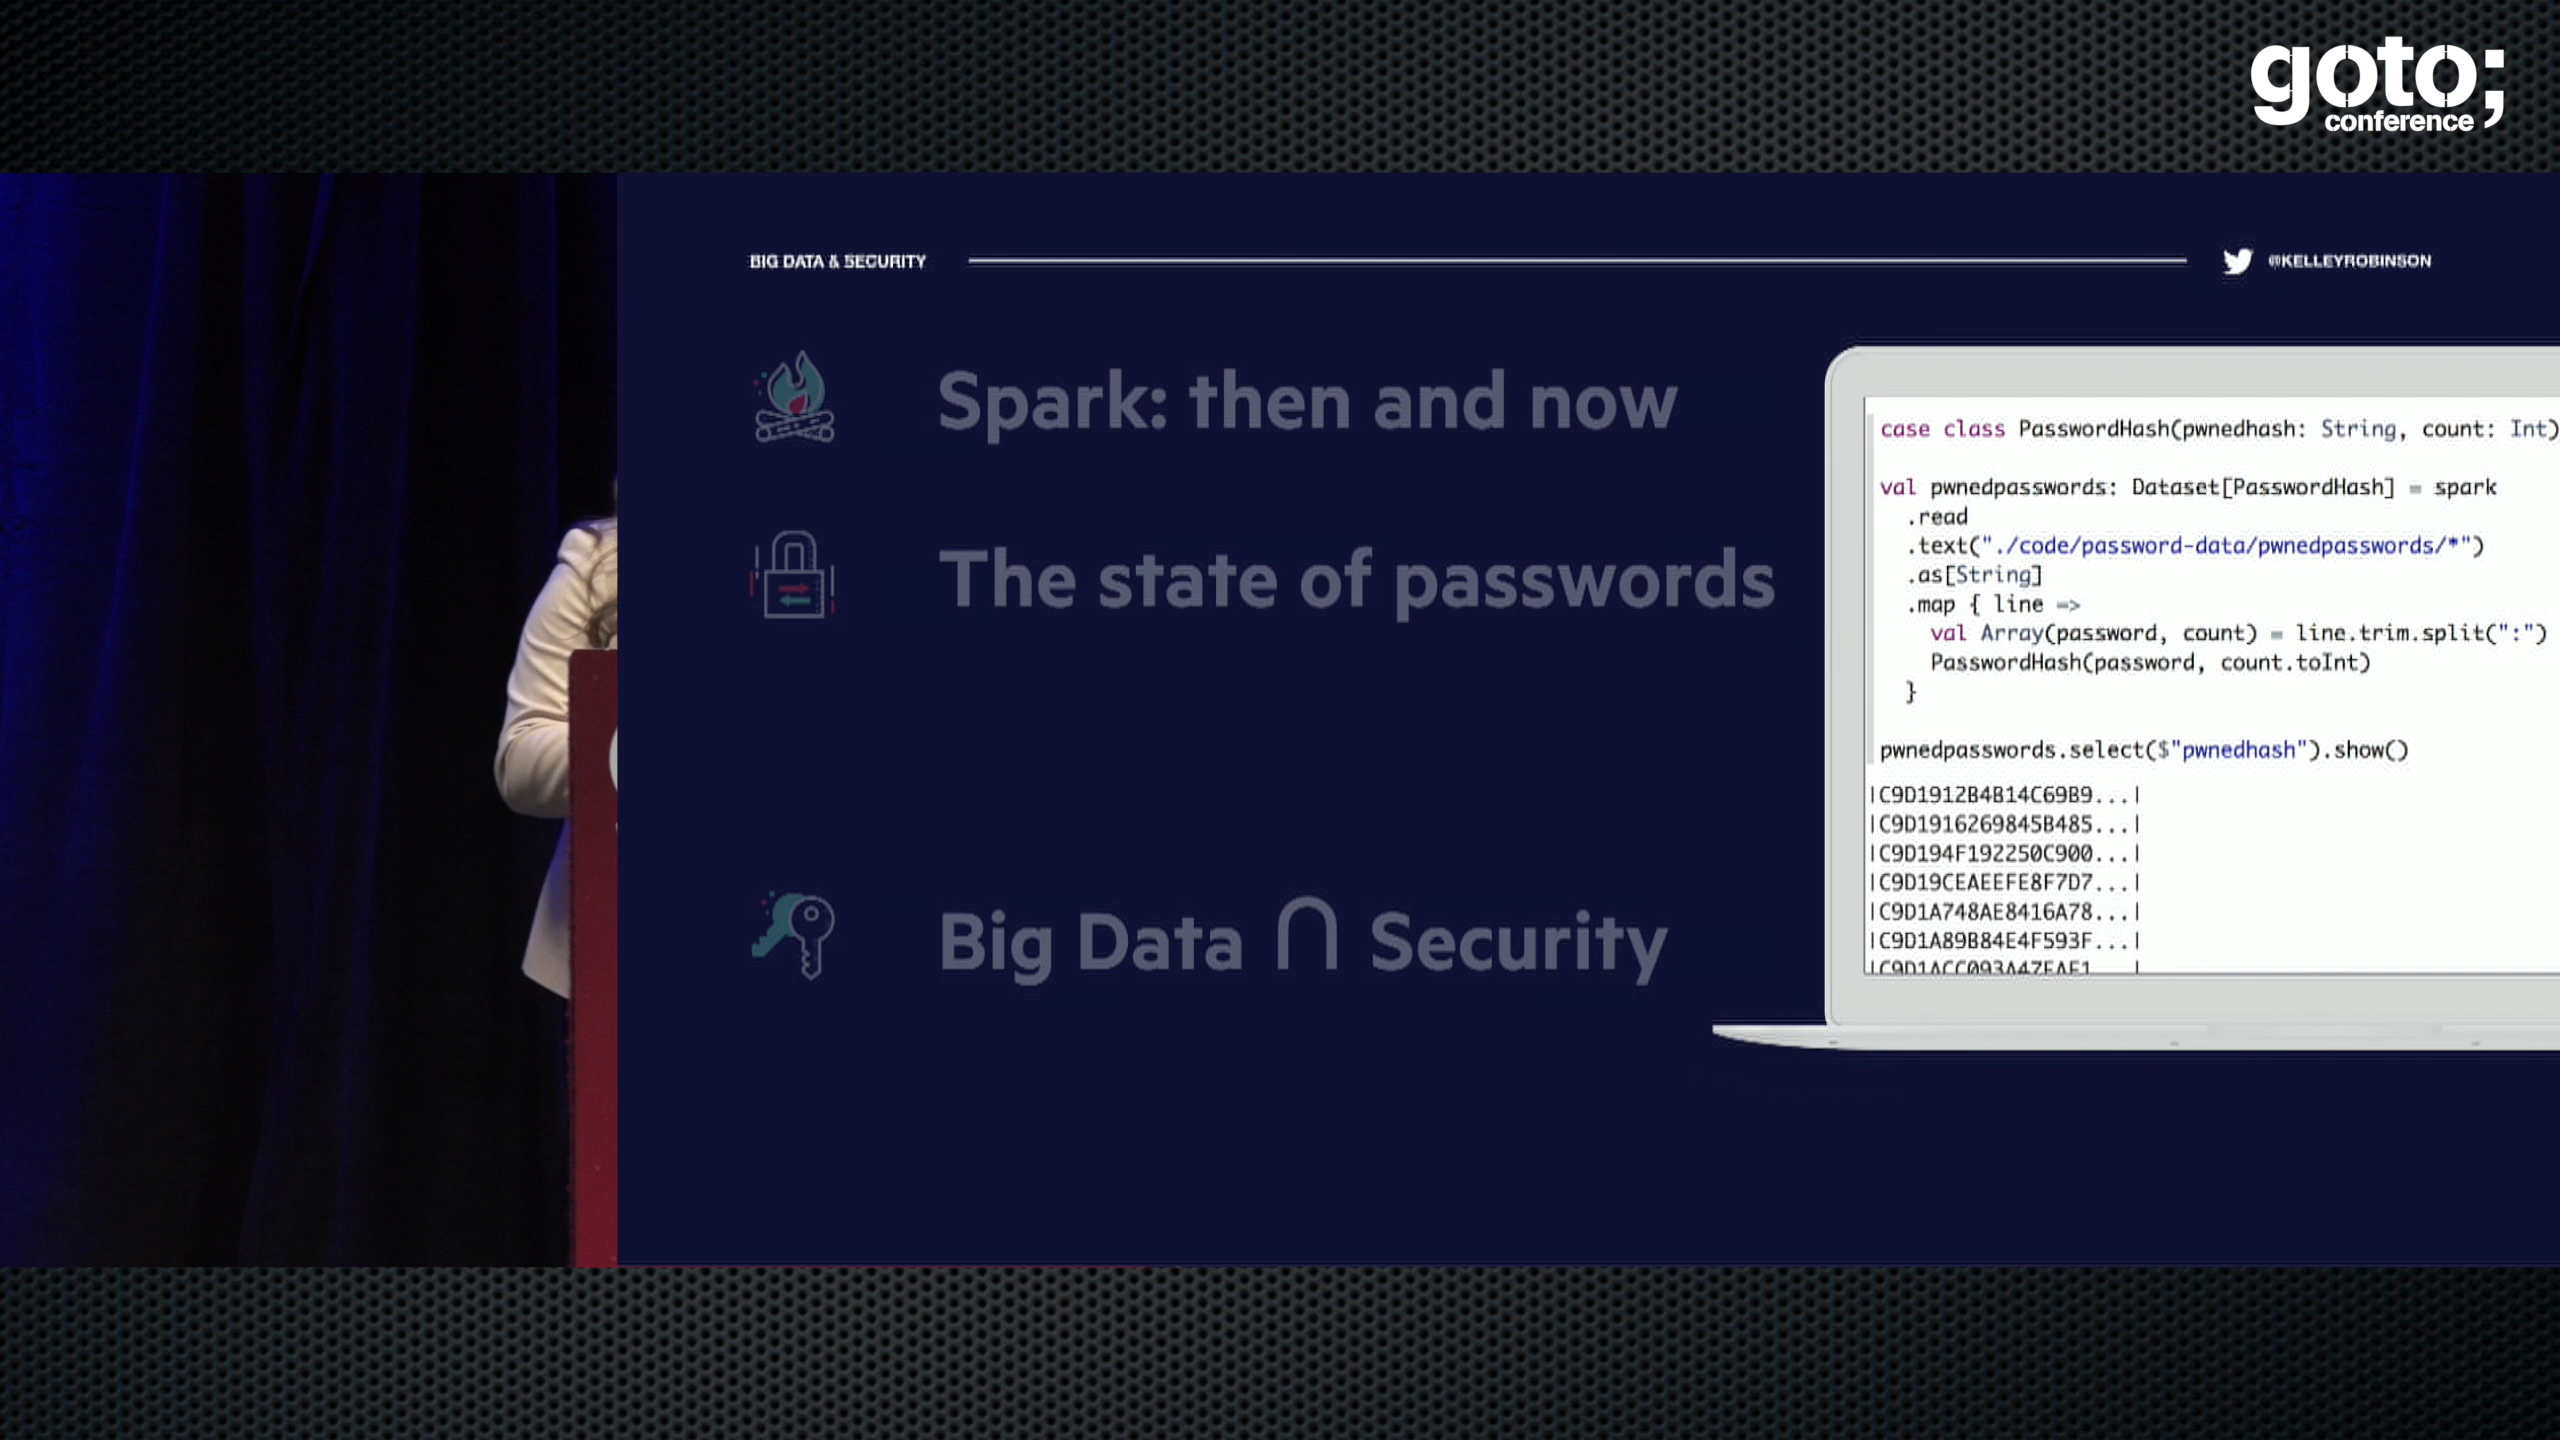 goto;
conference
BIG DATA & SECURITY
@KELLEYROBINSON
Spark: then and now
The state of passwords
Big Data ∩ Security
case class PasswordHash(pwnedhash: String, count: Int)
val pwnedpasswords: Dataset[PasswordHash] = spark
.read
.text("./code/password-data/pwnedpasswords/*")
.as[String]
.map { line =>
val Array(password, count) = line.trim.split(":")
PasswordHash(password, count.toInt)
}
pwnedpasswords.select($"pwnedhash").show()
|C9D1912B4B14C69B9...|
|C9D1916269845B485...|
|C9D194F192250C900...|
|C9D19CEAEEFE8F7D7...|
|C9D1A748AE8416A78...|
|C9D1A89B84E4F593F...|